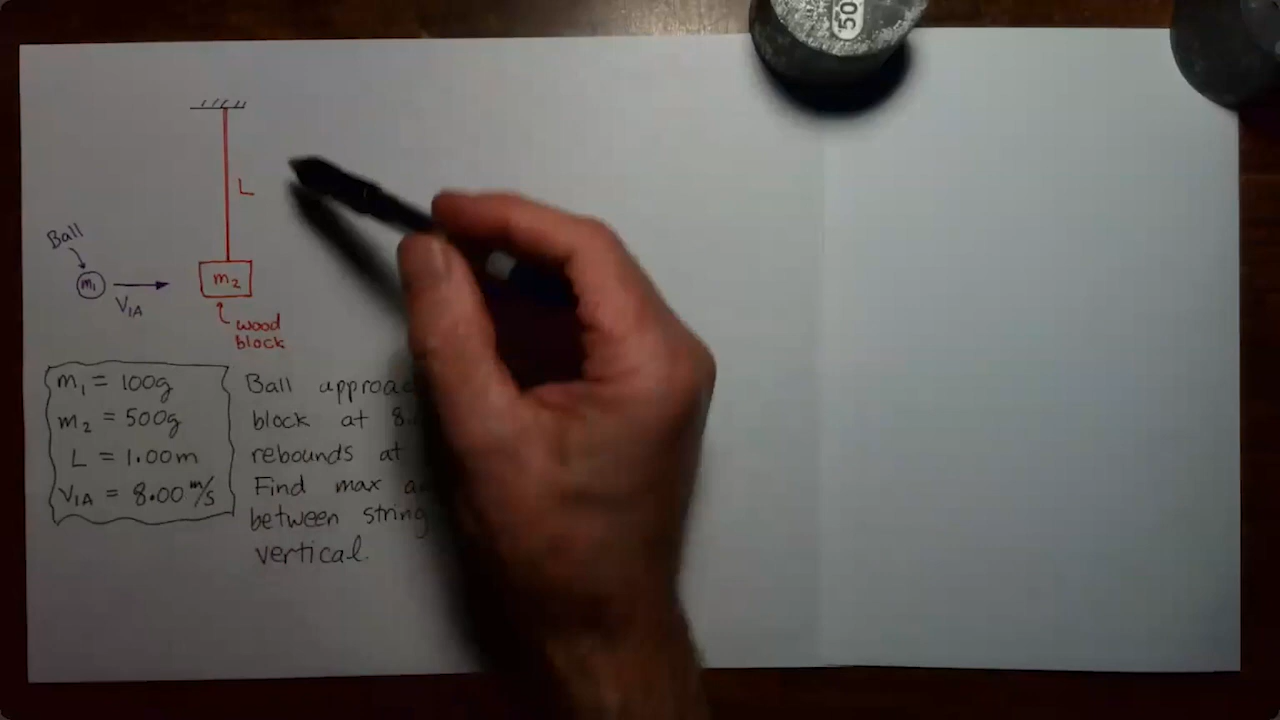 50
L
Ball
m₁
V₁A
m₂
wood
block
m₁ = 100g
m₂ = 500g
L = 1.00m
V₁A = 8.00 m/s
Ball
block at
rebounds at
Find max
between string
vertical.